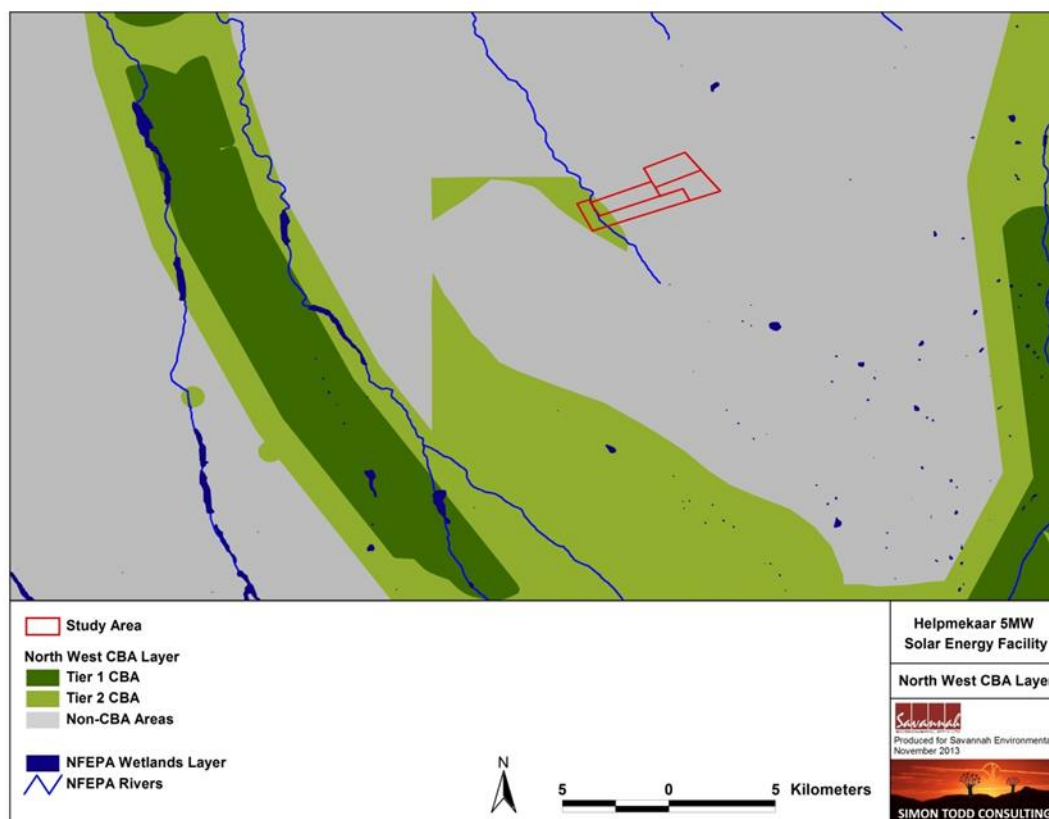 Study Area
North West CBA Layer
Tier 1 CBA
Tier 2 CBA
Non-CBA Areas
NFEPA Wetlands Layer
NFEPA Rivers
N
5 0 5 Kilometers
Helpmekaar 5MW
Solar Energy Facility
North West CBA Layer
Savannah
Produced for Savannah Environmenta
November 2013
SIMON TODD CONSULTING